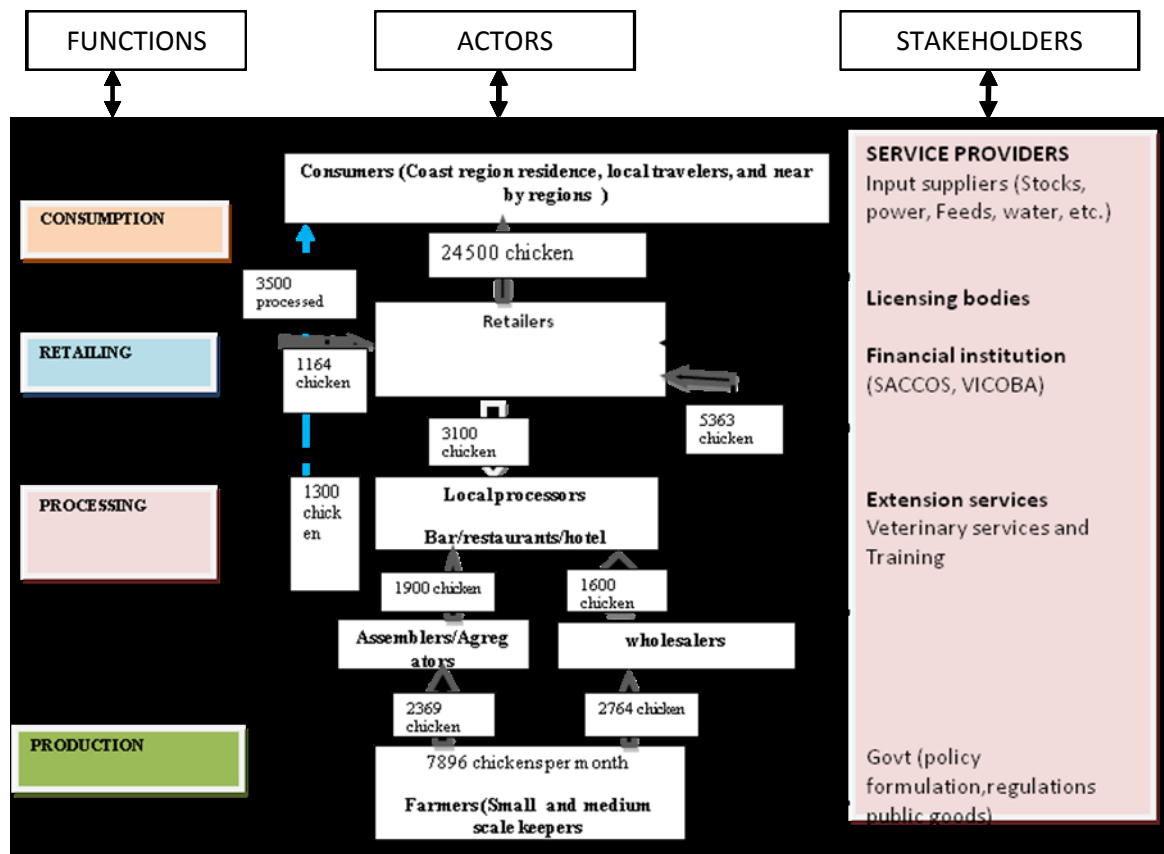 FUNCTIONS
ACTORS
STAKEHOLDERS
Consumers (Coast region residence, local travelers, and near
by regions )
CONSUMPTION
24500 chicken
3500
processed
Retailers
RETAILING
1164
chicken
5363
chicken
3100
chicken
PROCESSING
1300
chick
en
Local processors
Bar/restaurants/hotel
1900 chicken
1600
chicken
Assemblers/Agreg
ators
wholesalers
2369
chicken
2764 chicken
PRODUCTION
7896 chickens per month
Farmers(Small and medium
scale keepers
SERVICE PROVIDERS
Input suppliers (Stocks,
power, Feeds, water, etc.)
Licensing bodies
Financial institution
(SACCOS, VICOBA)
Extension services
Veterinary services and
Training
Govt (policy
formulation,regulations
public goods)